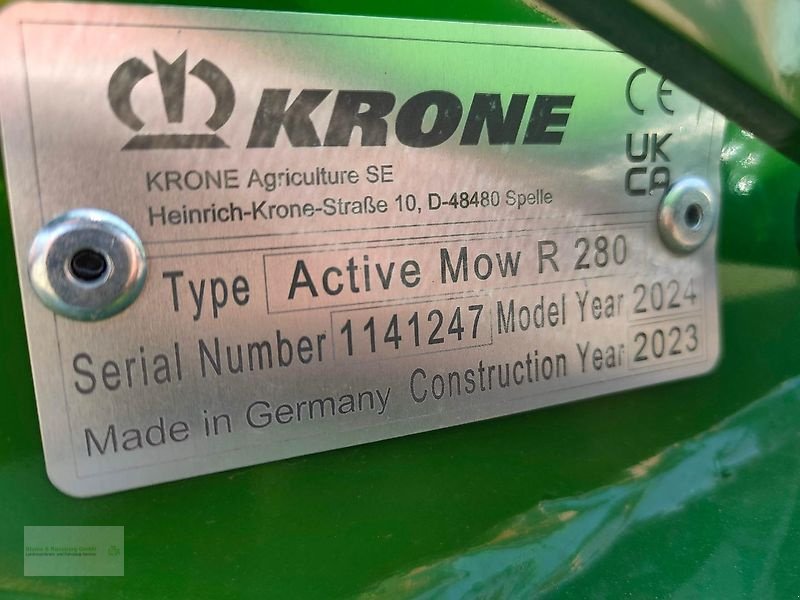 KRONE
CE
UK
CA
KRONE Agriculture SE
Heinrich-Krone-Straße 10, D-48480 Spelle
Type Active Mow R 280
Serial Number 1141247 Model Year 2024
Made in Germany Construction Year 2023